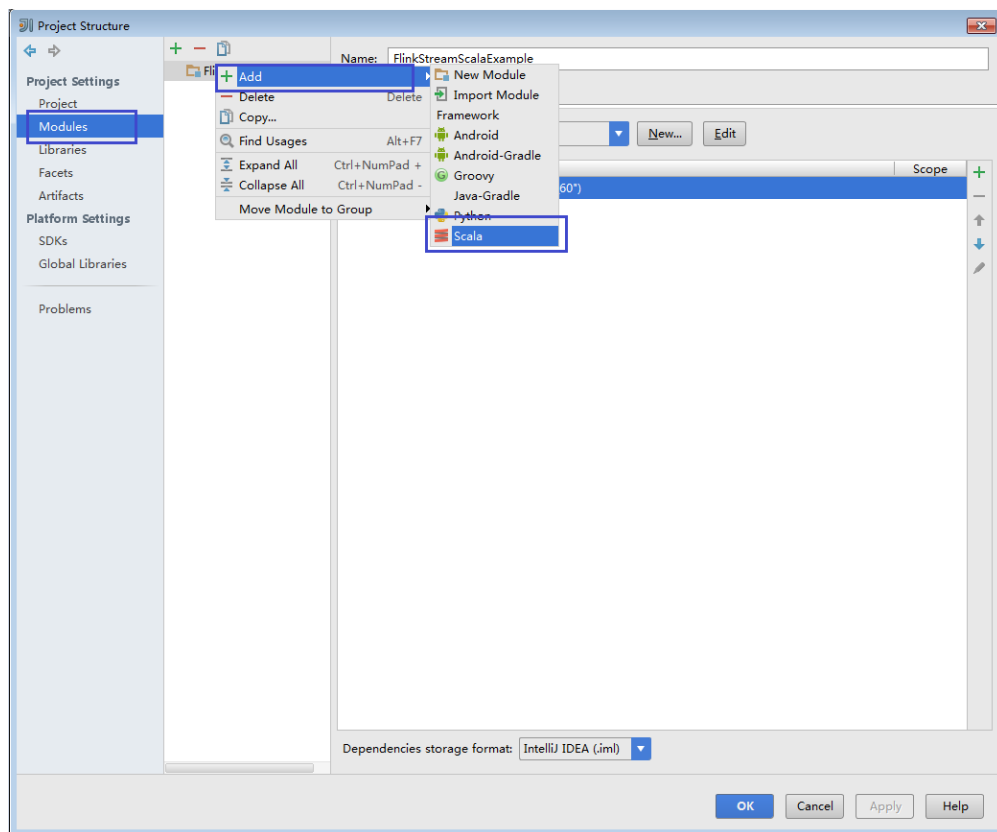 Project Structure
Project Settings
Project
Modules
Libraries
Facets
Artifacts
Platform Settings
SDKs
Global Libraries
Problems
Name: FlinkStreamScalaExample
Add
Delete Delete
Copy...
Find Usages Alt+F7
Expand All Ctrl+NumPad +
Collapse All Ctrl+NumPad -
Move Module to Group
New Module
Import Module
Framework
Android
Android-Gradle
Groovy
Java-Gradle
Python
Scala
New... Edit
Scope
60")
Dependencies storage format: IntelliJ IDEA (.iml)
OK Cancel Apply Help